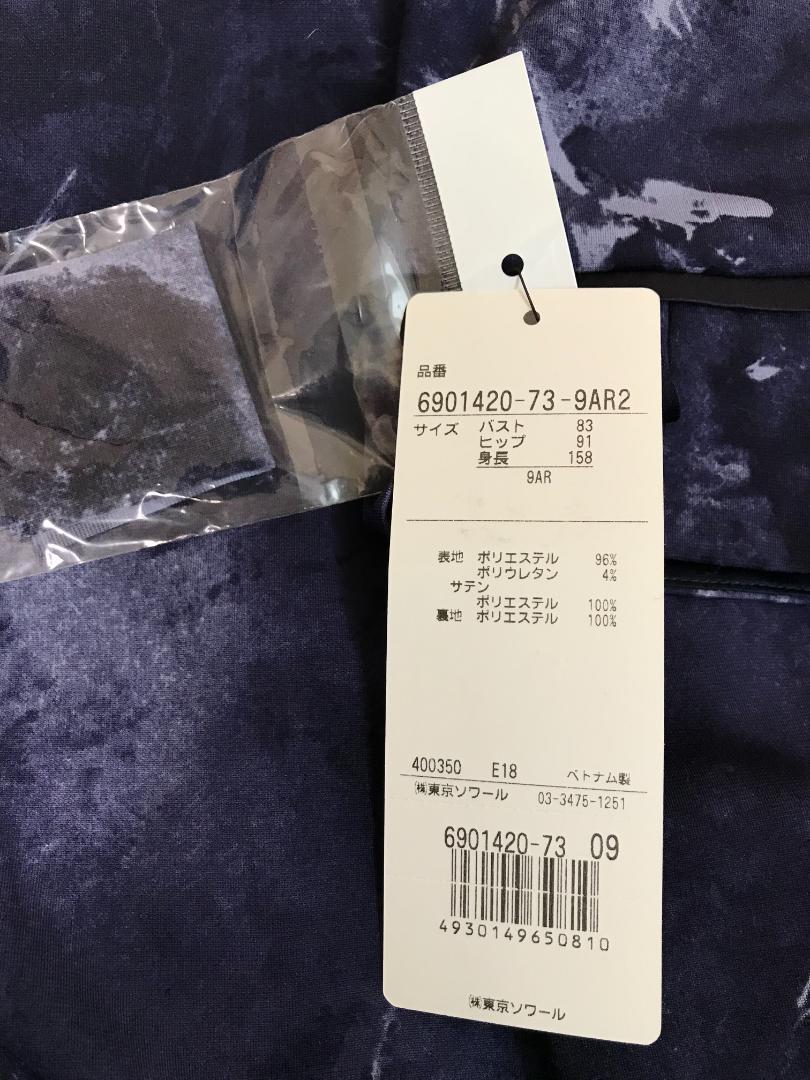 品番
6901420-73-9AR2
サイズ バスト 83
ヒップ 91
身長 158
9AR
表地 ポリエステル 96%
ポリウレタン 4%
サテン
ポリエステル 100%
裏地 ポリエステル 100%
400350 E18 ベトナム製
㈱東京ソワール 03-3475-1251
6901420-73 09
4930149650810
㈱東京ソワール